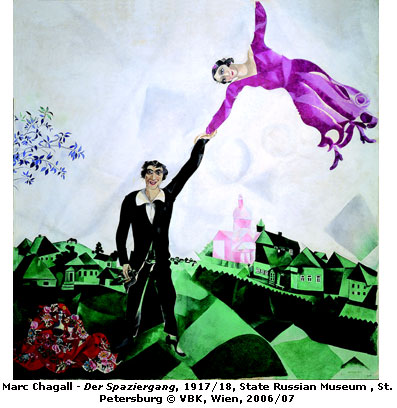 Marc Chagall - Der Spaziergang, 1917/18, State Russian Museum , St.
Petersburg © VBK, Wien, 2006/07